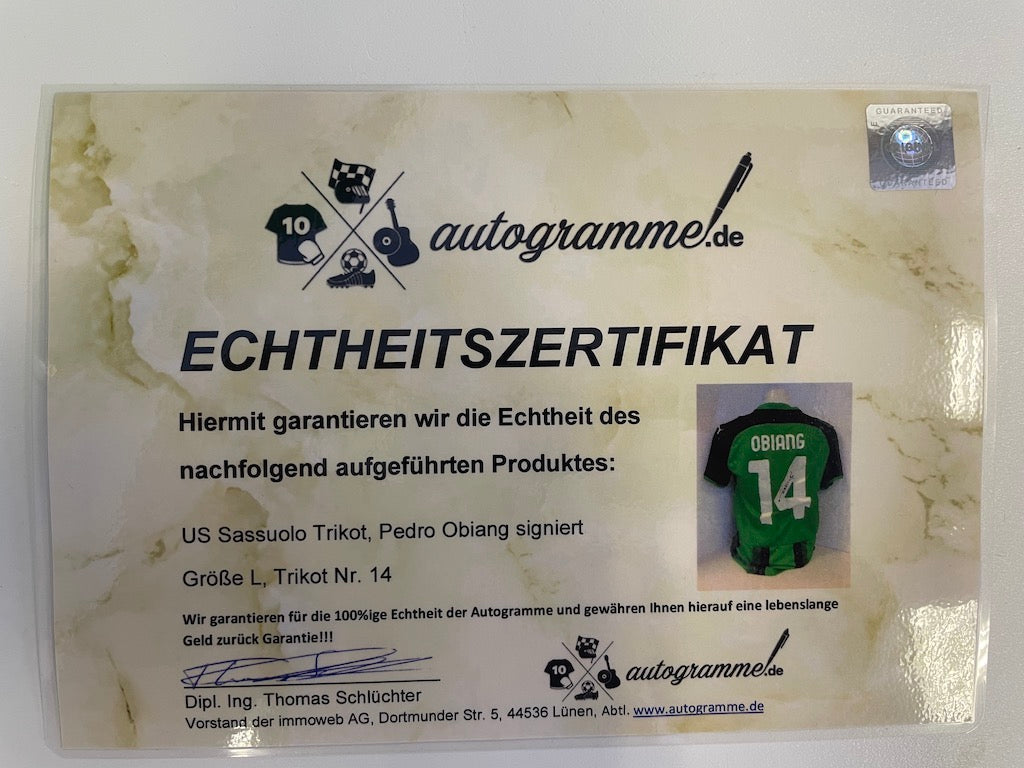 GUARANTEED
10
autogramme.de
ECHTHEITSZERTIFIKAT
Hiermit garantieren wir die Echtheit des
nachfolgend aufgeführten Produktes:
OBIANG
14
US Sassuolo Trikot, Pedro Obiang signiert
Größe L, Trikot Nr. 14
Wir garantieren für die 100%ige Echtheit der Autogramme und gewähren Ihnen hierauf eine lebenslange
Geld zurück Garantie!!!
10
autogramme.de
Dipl. Ing. Thomas Schlüchter
Vorstand der immoweb AG, Dortmunder Str. 5, 44536 Lünen, Abtl. www.autogramme.de